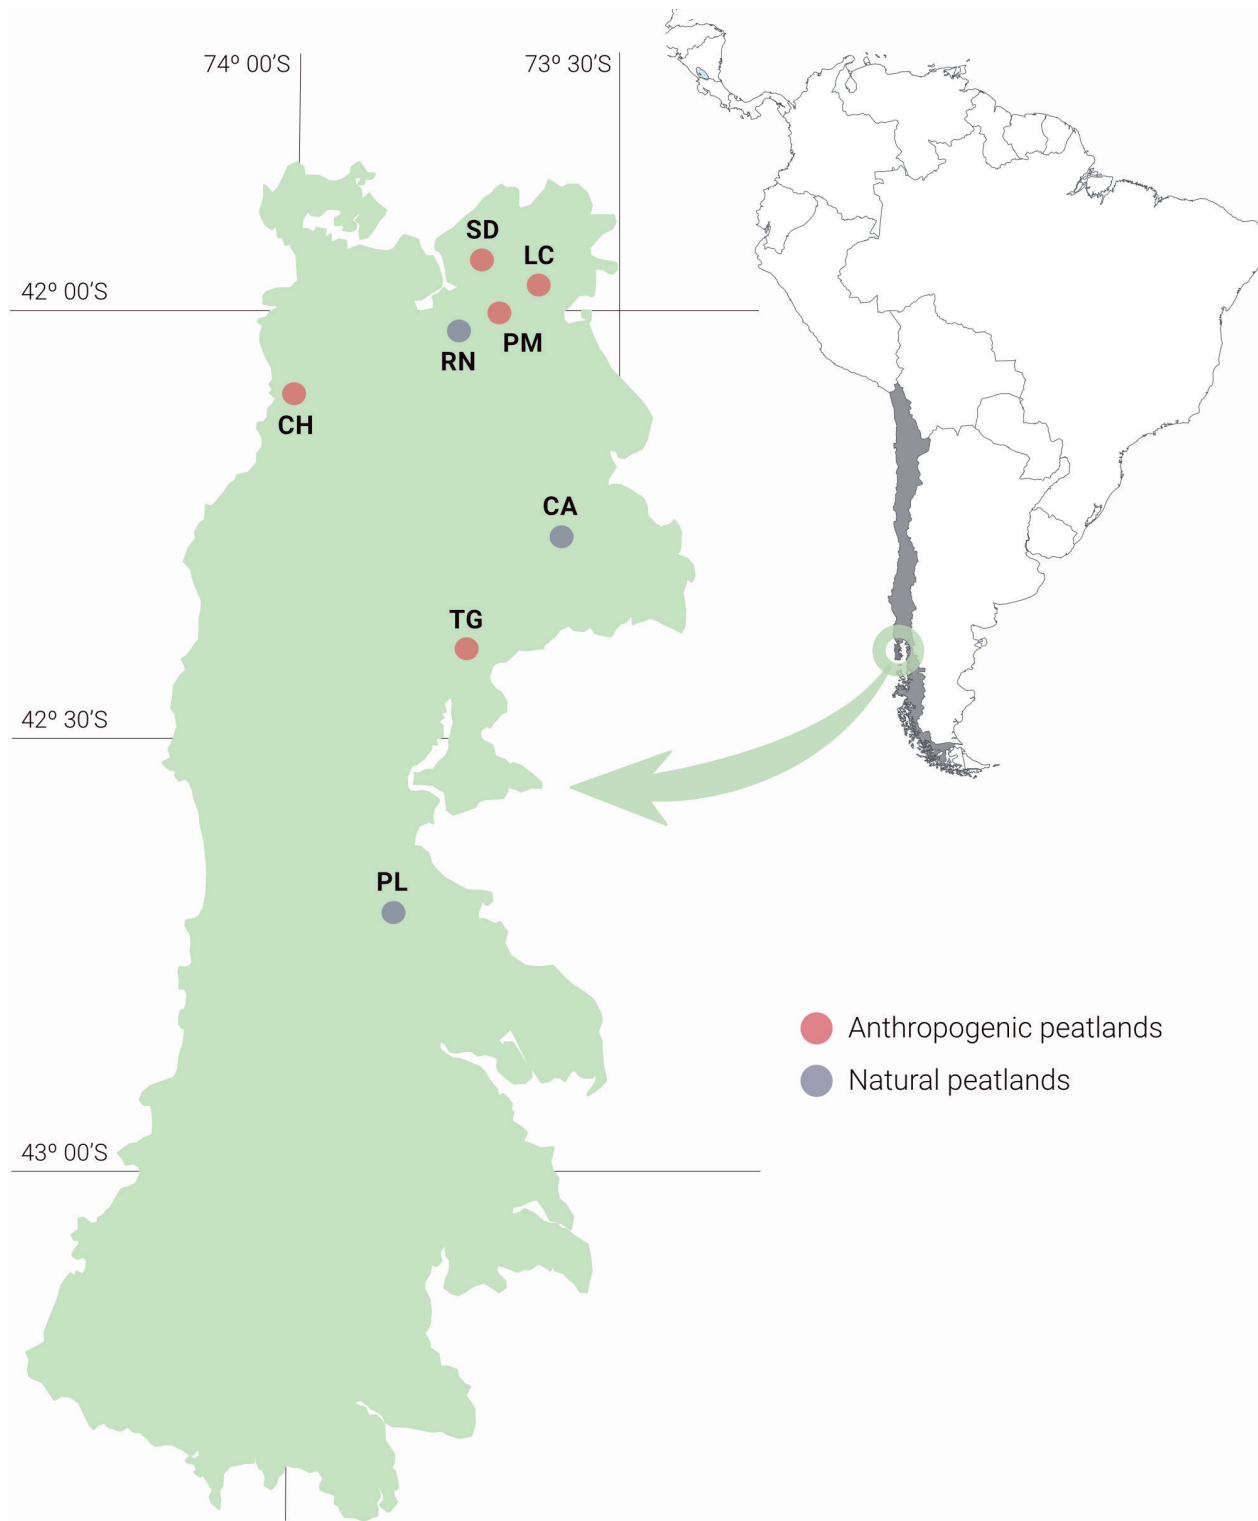 74º 00’S
73º 30’S
SD
LC
42º 00’S
PM
RN
CH
CA
TG
42º 30’S
PL
Anthropogenic peatlands
Natural peatlands
43º 00’S